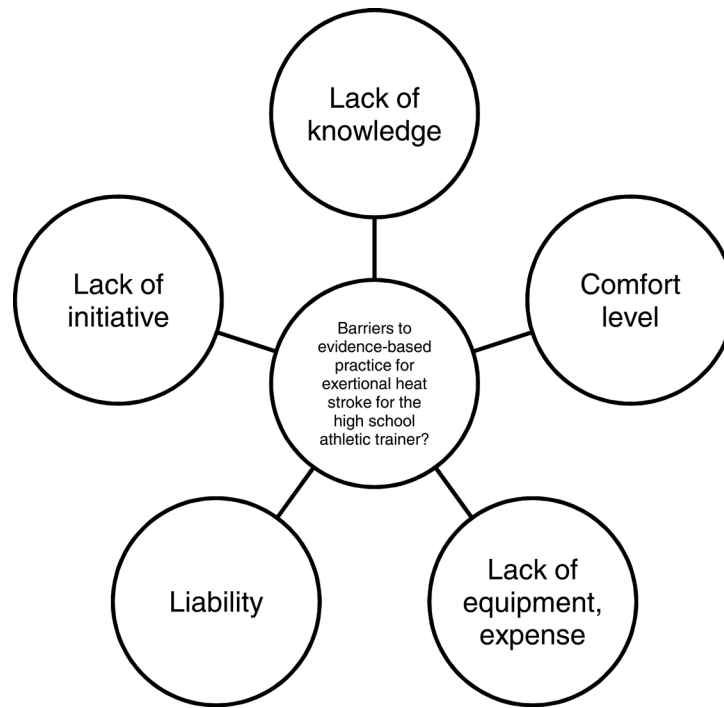 Lack of
knowledge
Lack of
initiative
Comfort
level
Barriers to
evidence-based
practice for
exertional heat
stroke for the
high school
athletic trainer?
Liability
Lack of
equipment,
expense